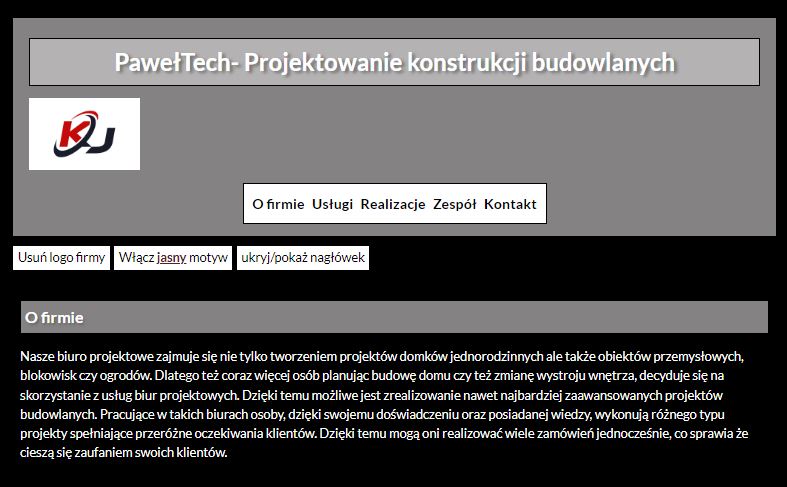 PawełTech- Projektowanie konstrukcji budowlanych
KJ
O firmie Usługi Realizacje Zespół Kontakt
Usuń logo firmy Włącz jasny motyw ukryj/pokaż nagłówek
O firmie
Nasze biuro projektowe zajmuje się nie tylko tworzeniem projektów domków jednorodzinnych ale także obiektów przemysłowych,
blokowisk czy ogrodów. Dlatego też coraz więcej osób planując budowę domu czy też zmianę wystroju wnętrza, decyduje się na
skorzystanie z usług biur projektowych. Dzięki temu możliwe jest zrealizowanie nawet najbardziej zaawansowanych projektów
budowlanych. Pracujące w takich biurach osoby, dzięki swojemu doświadczeniu oraz posiadanej wiedzy, wykonują różnego typu
projekty spełniające przeróżne oczekiwania klientów. Dzięki temu mogą oni realizować wiele zamówień jednocześnie, co sprawia że
cieszą się zaufaniem swoich klientów.